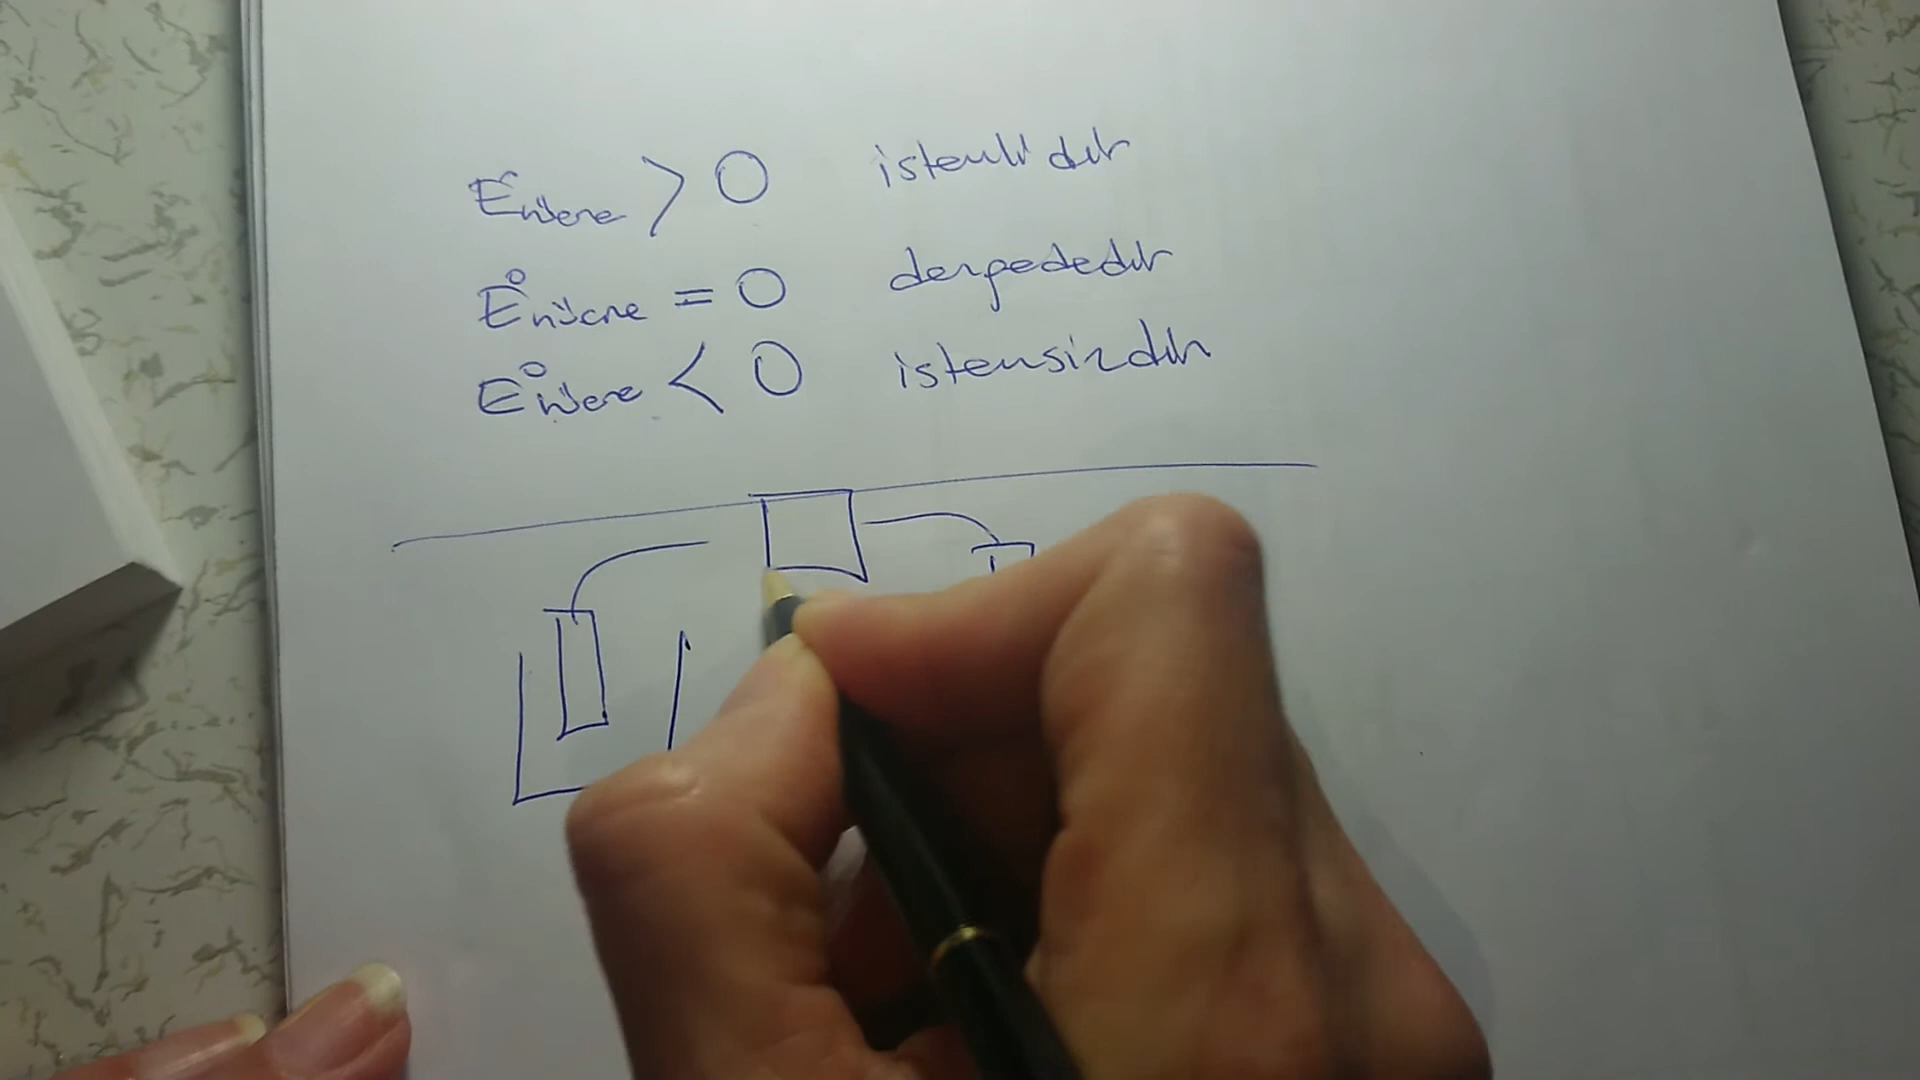 E°hücre > 0 istemlidir
E°hücre = 0 dengededir
E°hücre < 0 istemsizdir